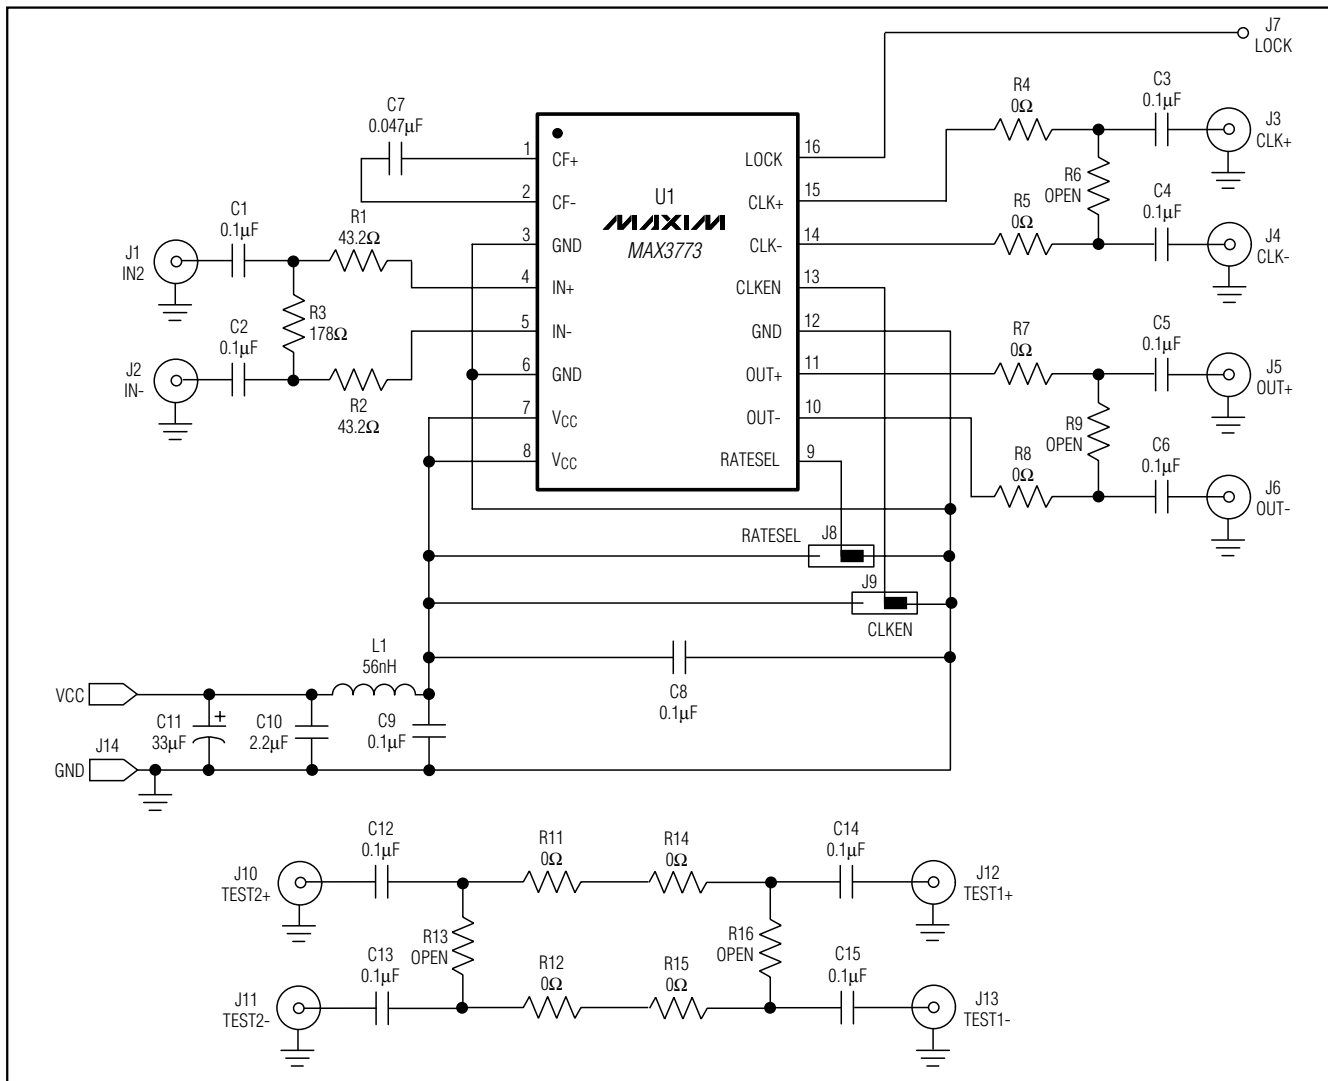 J7
LOCK
C7
0.047µF
R4
0Ω
C3
0.1µF
J3
CLK+
1
CF+
LOCK
16
2
CF-
U1
MAXIM
MAX3773
CLK+
15
R6
OPEN
C1
0.1µF
R1
43.2Ω
3
GND
CLK-
14
R5
0Ω
C4
0.1µF
J4
CLK-
J1
IN2
4
IN+
CLKEN
13
R3
178Ω
C2
0.1µF
5
IN-
GND
12
R7
0Ω
C5
0.1µF
J2
IN-
6
GND
OUT+
11
J5
OUT+
R2
43.2Ω
7
VCC
OUT-
10
R9
OPEN
8
VCC
RATESEL
9
R8
0Ω
C6
0.1µF
J6
OUT-
RATESEL
J8
J9
CLKEN
L1
56nH
VCC
C8
0.1µF
C11
33µF
+
C10
2.2µF
C9
0.1µF
J14
GND
C12
0.1µF
R11
0Ω
R14
0Ω
C14
0.1µF
J10
TEST2+
J12
TEST1+
R13
OPEN
R16
OPEN
C13
0.1µF
R12
0Ω
R15
0Ω
C15
0.1µF
J11
TEST2-
J13
TEST1-